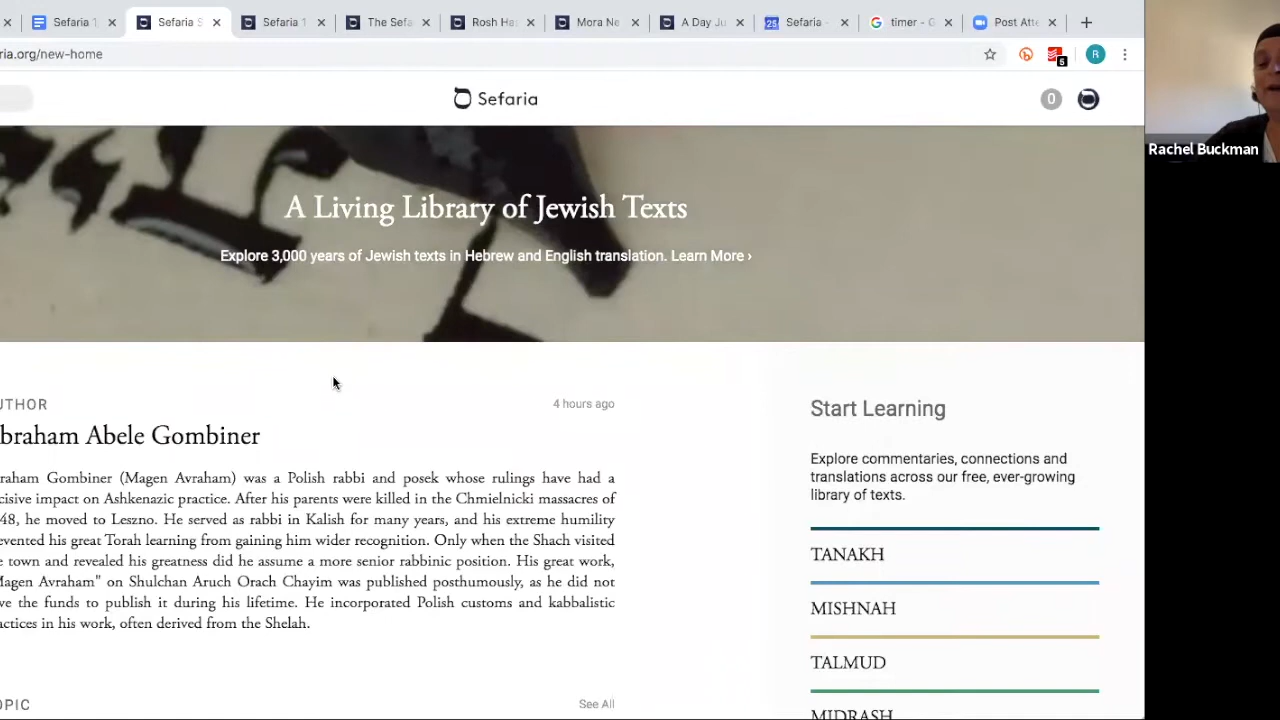 Sefaria 1
Sefaria S
Sefaria 1
The Sefa
Rosh Has
Mora Ne
A Day Ju
Sefaria -
timer - G
Post Atte
ria.org/new-home
5
R
Sefaria
0
Rachel Buckman
A Living Library of Jewish Texts
Explore 3,000 years of Jewish texts in Hebrew and English translation. Learn More ›
UTHOR
4 hours ago
braham Abele Gombiner
raham Gombiner (Magen Avraham) was a Polish rabbi and posek whose rulings have had a
cisive impact on Ashkenazic practice. After his parents were killed in the Chmielnicki massacres of
48, he moved to Leszno. He served as rabbi in Kalish for many years, and his extreme humility
evented his great Torah learning from gaining him wider recognition. Only when the Shach visited
e town and revealed his greatness did he assume a more senior rabbinic position. His great work,
Magen Avraham" on Shulchan Aruch Orach Chayim was published posthumously, as he did not
ve the funds to publish it during his lifetime. He incorporated Polish customs and kabbalistic
actices in his work, often derived from the Shelah.
OPIC
See All
Start Learning
Explore commentaries, connections and
translations across our free, ever-growing
library of texts.
TANAKH
MISHNAH
TALMUD
MIDRASH